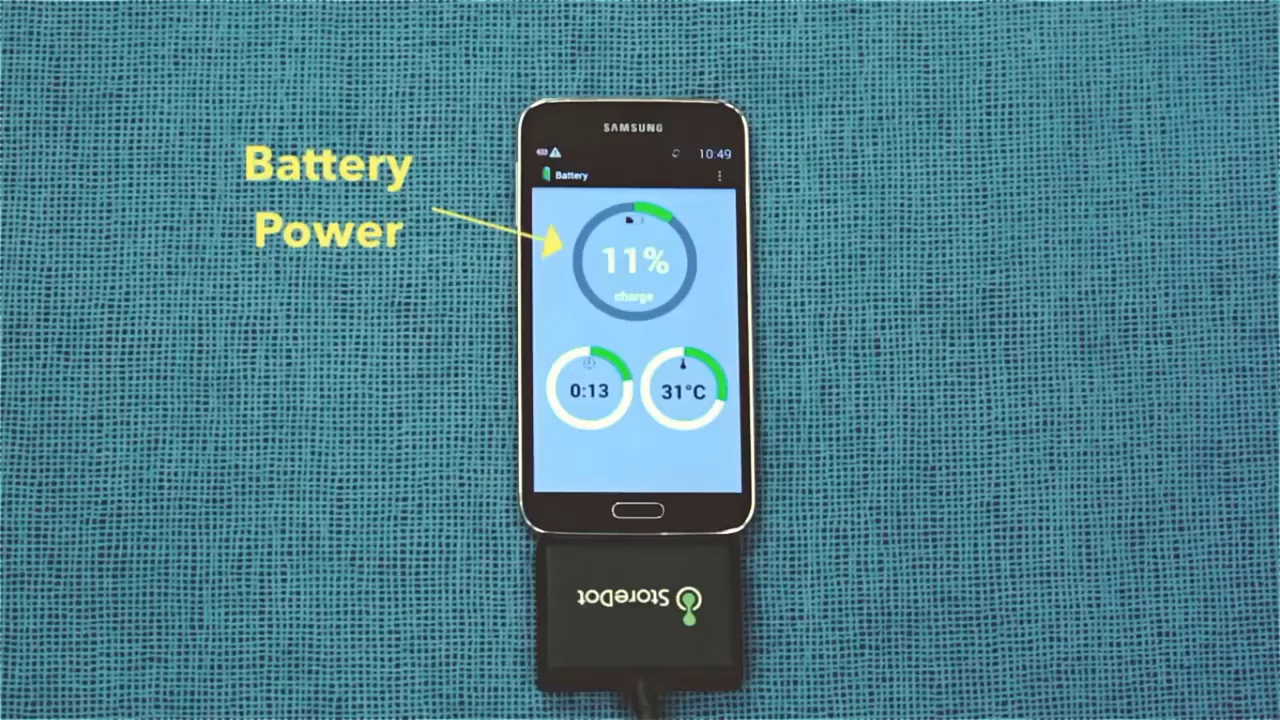 SAMSUNG
10:49
Battery
Battery
Power
11%
charge
0:13
31°C
StoreDot